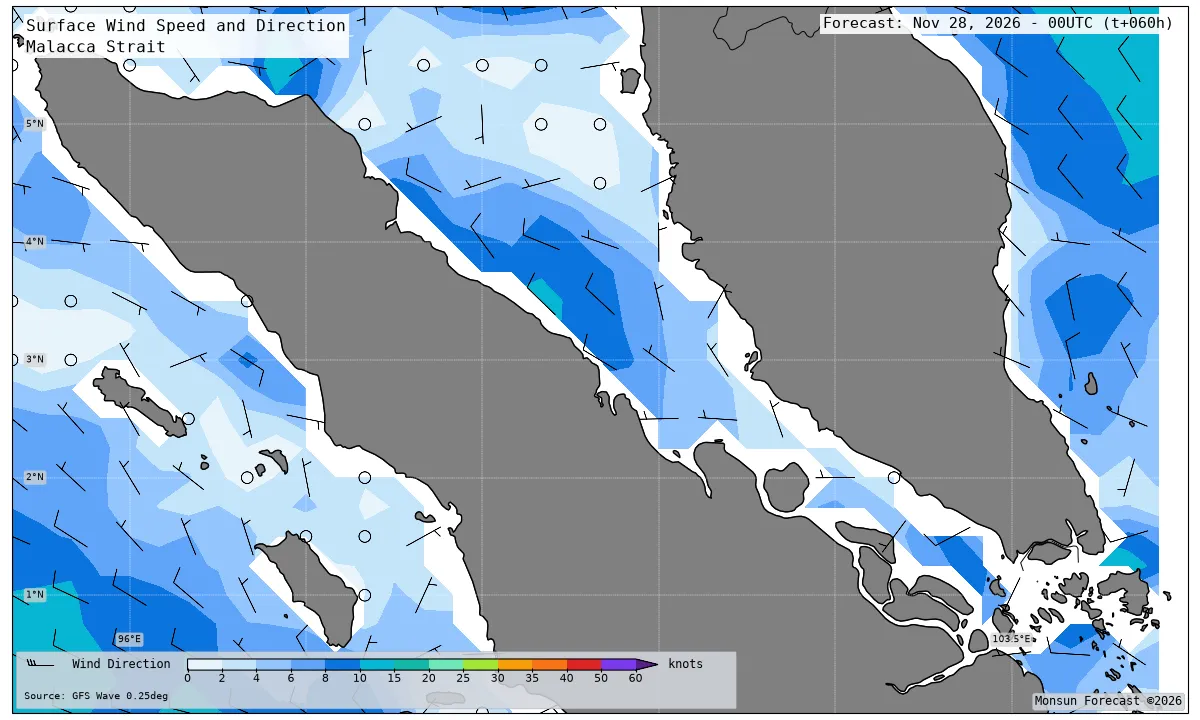 Surface Wind Speed and Direction
Malacca Strait
Forecast: Nov 28, 2026 - 00UTC (t+060h)
5°N
4°N
3°N
2°N
1°N
96°E
103.5°E
Wind Direction
0 2 4 6 8 10 15 20 25 30 35 40 50 60
knots
Source: GFS Wave 0.25deg
Monsun Forecast ©2026